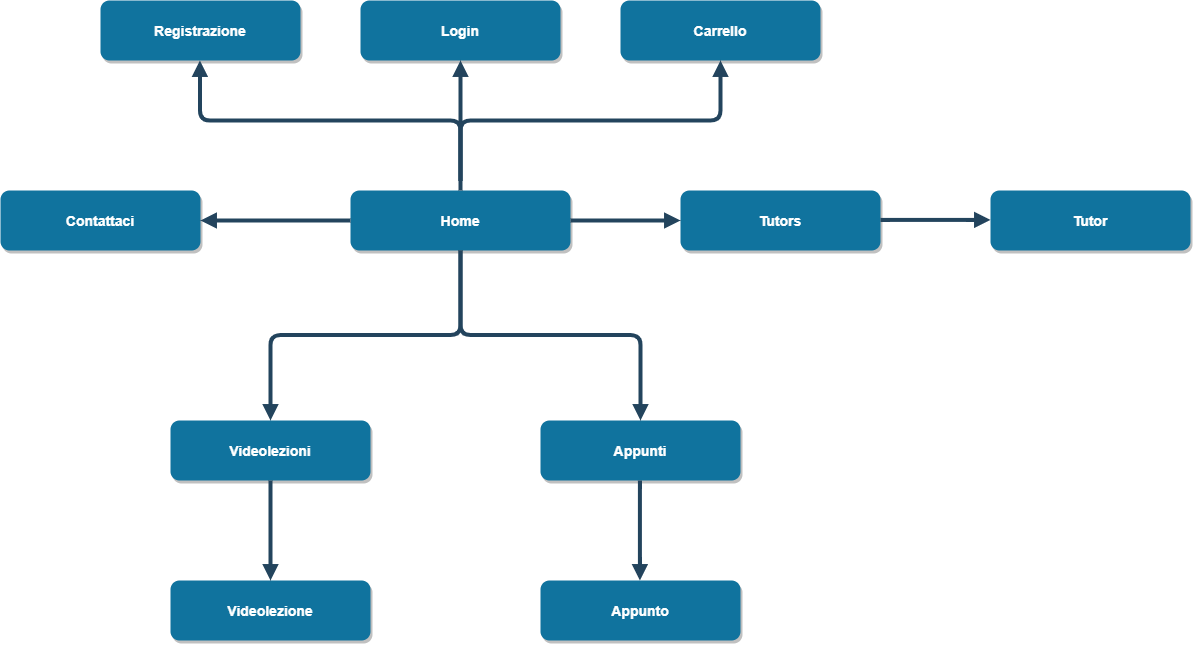 Registrazione
Login
Carrello
Contattaci
Home
Tutors
Tutor
Videolezioni
Appunti
Videolezione
Appunto